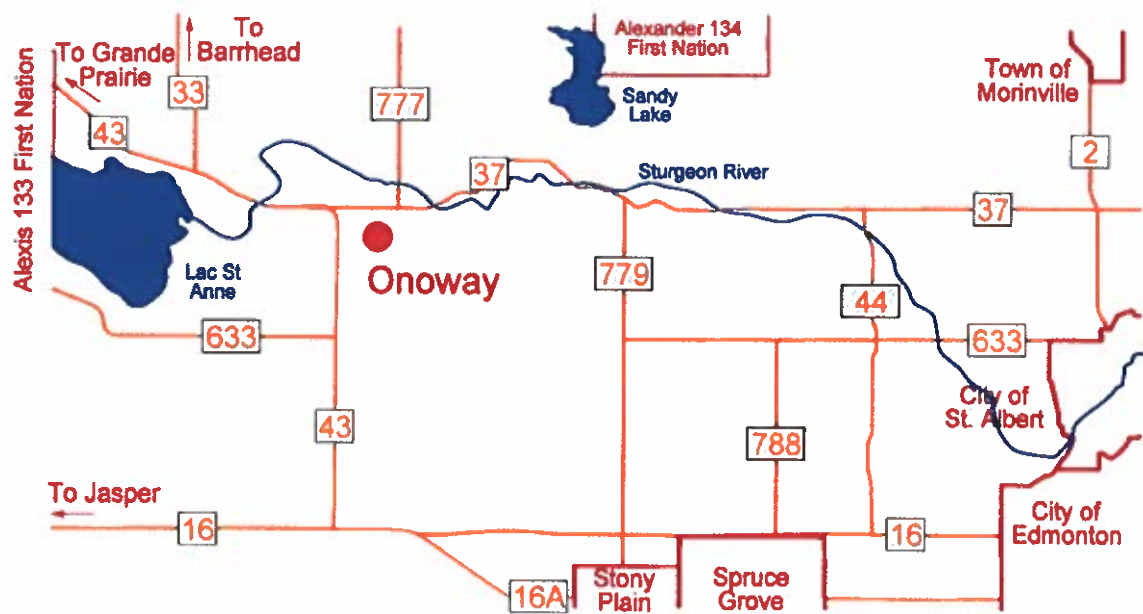 To
Barrhead
To Grande
Prairie
33
43
777
Alexander 134
First Nation
Sandy
Lake
Town of
Morinville
2
Alexis 133 First Nation
37
Sturgeon River
37
Lac St
Anne
Onoway
779
44
633
633
City of
St. Albert
43
788
To Jasper
16
16
City of
Edmonton
16A
Stony
Plain
Spruce
Grove